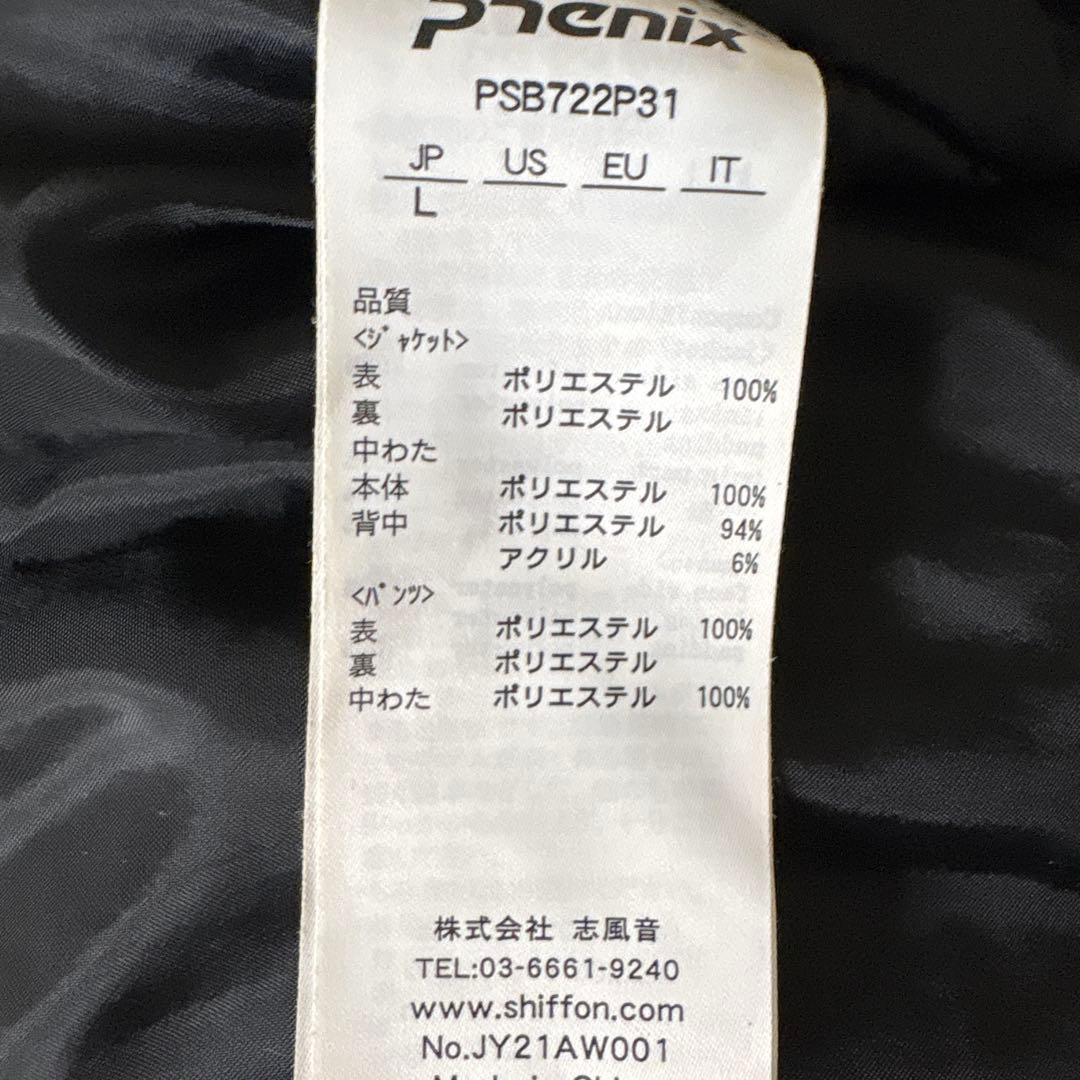 phenix
PSB722P31
JP US EU IT
L
品質
<ジャケット>
表 ポリエステル 100%
裏 ポリエステル
中わた
本体 ポリエステル 100%
背中 ポリエステル 94%
アクリル 6%
<パンツ>
表 ポリエステル 100%
裏 ポリエステル
中わた ポリエステル 100%
株式会社 志風音
TEL:03-6661-9240
www.shiffon.com
No.JY21AW001